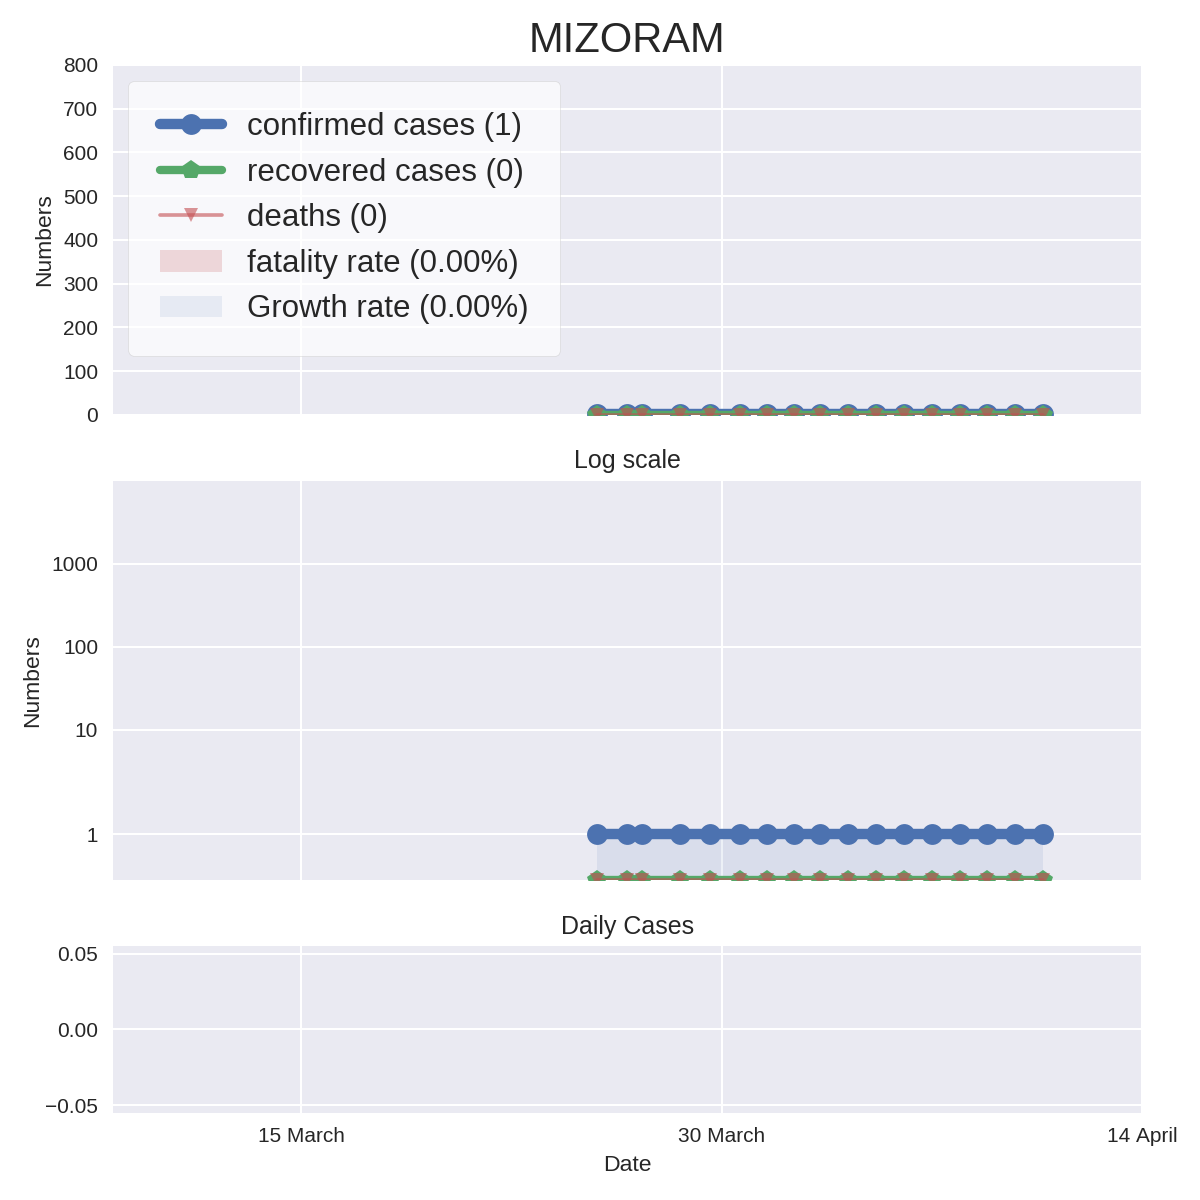 MIZORAM
800
700
600
500
400
300
200
100
0
Numbers
confirmed cases (1)
recovered cases (0)
deaths (0)
fatality rate (0.00%)
Growth rate (0.00%)
Log scale
1000
100
10
1
Numbers
Daily Cases
0.05
0.00
−0.05
15 March
30 March
14 April
Date